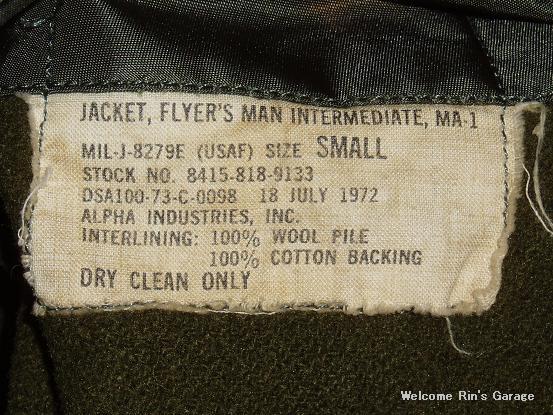 JACKET, FLYER'S MAN INTERMEDIATE, MA-1
MIL-J-8279E (USAF) SIZE SMALL
STOCK NO. 8415-818-9133
DSA100-73-C-0098 18 JULY 1972
ALPHA INDUSTRIES, INC.
INTERLINING: 100% WOOL PILE
100% COTTON BACKING
DRY CLEAN ONLY
Welcome Rin's Garage